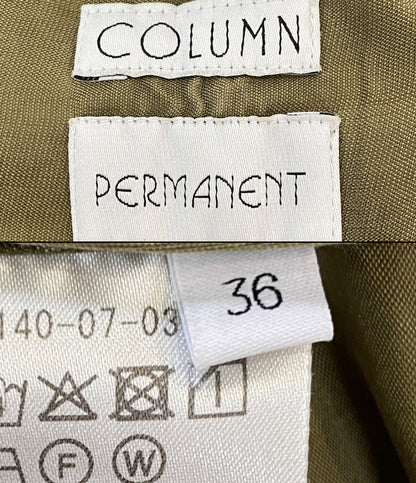 COLUMN
PERMANENT
36
140-07-03
1
F W